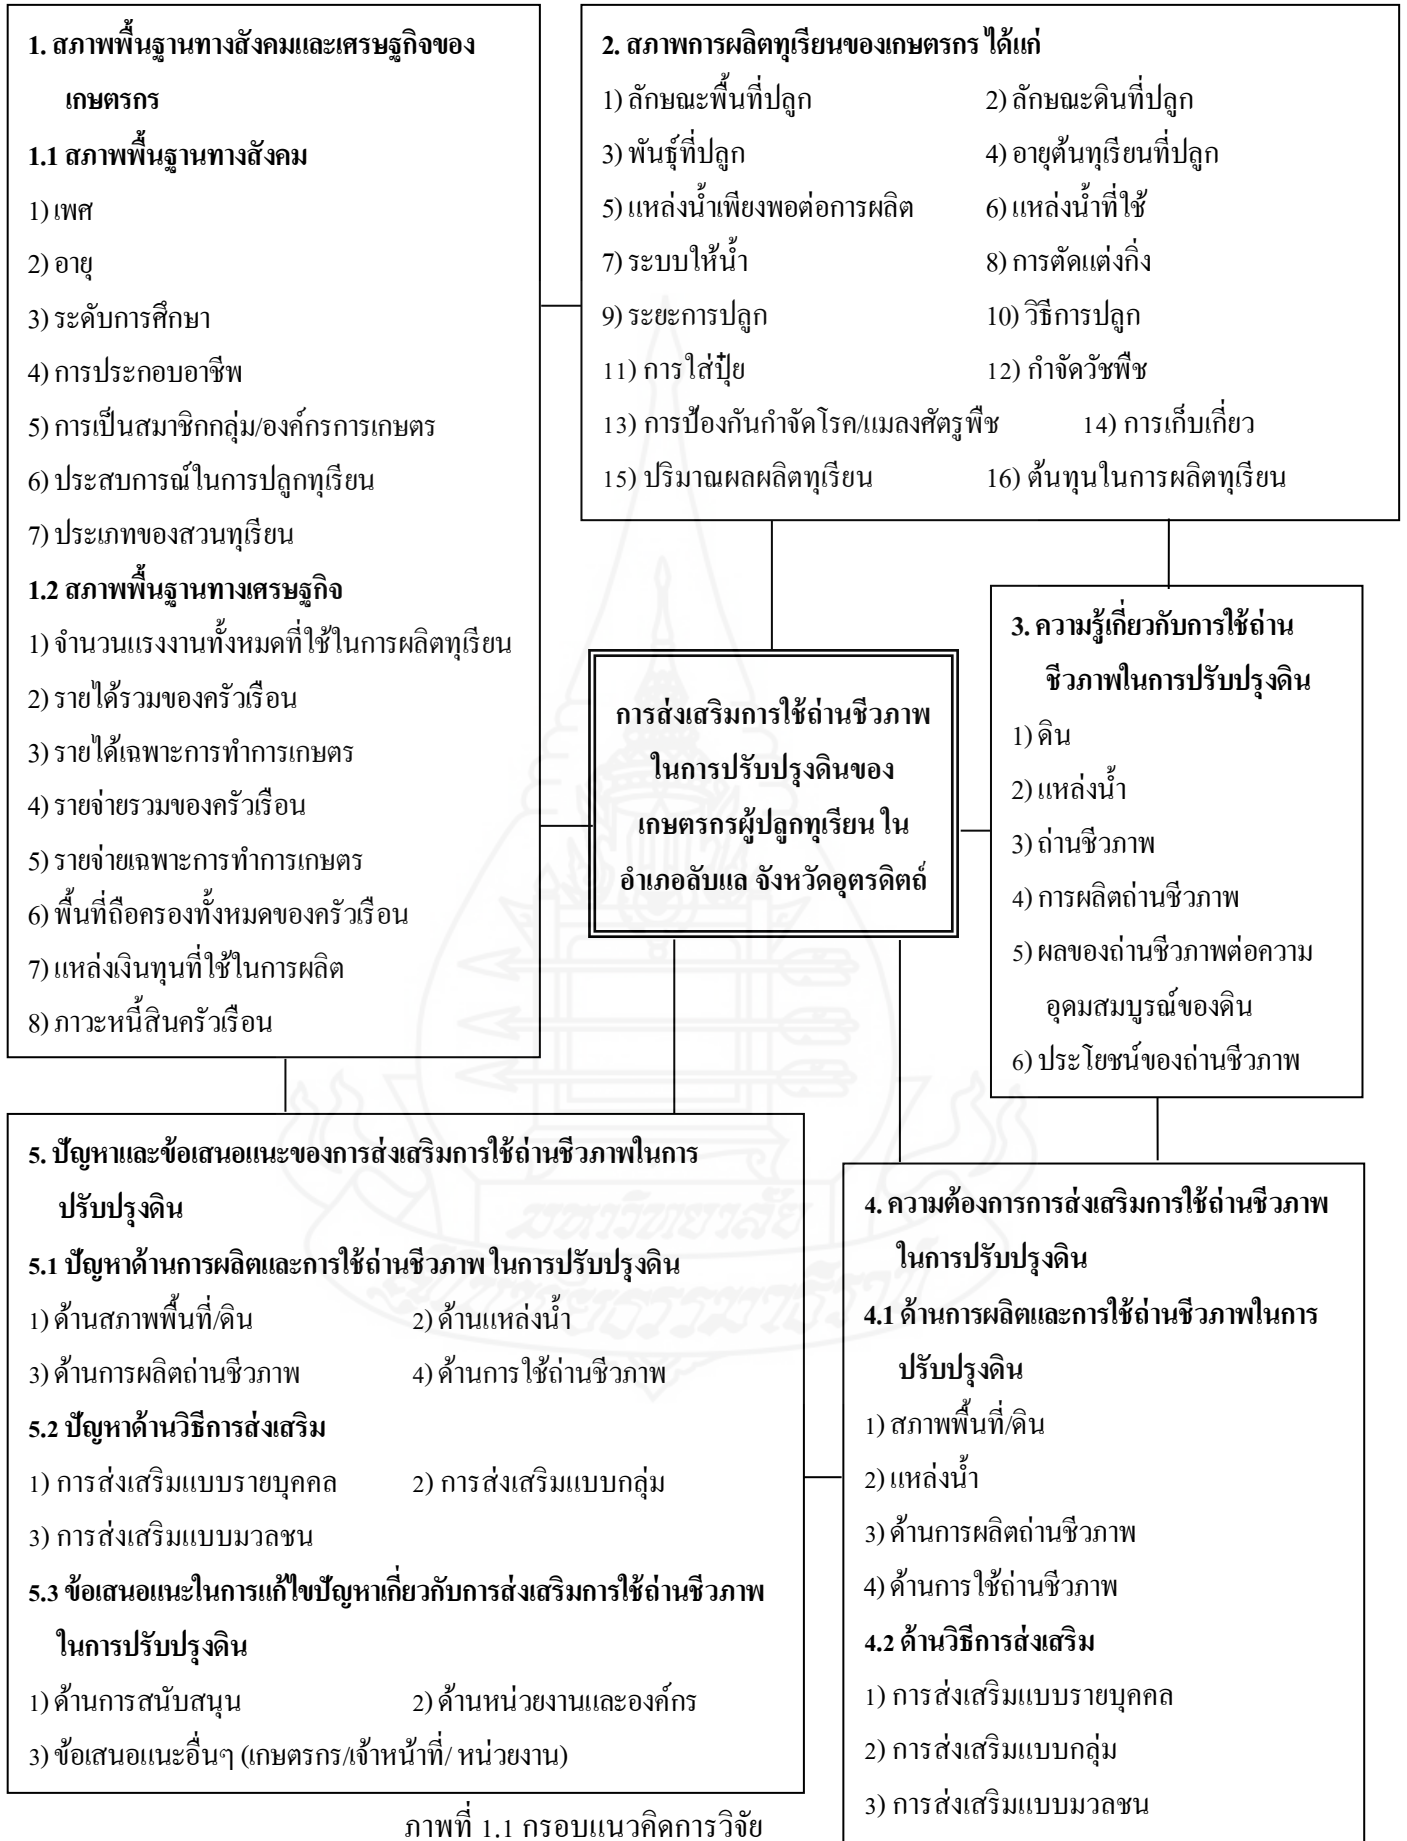 1. สภาพพื้นฐานทางสังคมและเศรษฐกิจของ
เกษตรกร
1.1 สภาพพื้นฐานทางสังคม
1) เพศ
2) อายุ
3) ระดับการศึกษา
4) การประกอบอาชีพ
5) การเป็นสมาชิกกลุ่ม/องค์กรการเกษตร
6) ประสบการณ์ในการปลูกทุเรียน
7) ประเภทของสวนทุเรียน
1.2 สภาพพื้นฐานทางเศรษฐกิจ
1) จำนวนแรงงานทั้งหมดที่ใช้ในการผลิตทุเรียน
2) รายได้รวมของครัวเรือน
3) รายได้เฉพาะการทำการเกษตร
4) รายจ่ายรวมของครัวเรือน
5) รายจ่ายเฉพาะการทำการเกษตร
6) พื้นที่ถือครองทั้งหมดของครัวเรือน
7) แหล่งเงินทุนที่ใช้ในการผลิต
8) ภาวะหนี้สินครัวเรือน
2. สภาพการผลิตทุเรียนของเกษตรกร ได้แก่
1) ลักษณะพื้นที่ปลูก 2) ลักษณะดินที่ปลูก
3) พันธุ์ที่ปลูก 4) อายุต้นทุเรียนที่ปลูก
5) แหล่งน้ำเพียงพอต่อการผลิต 6) แหล่งน้ำที่ใช้
7) ระบบให้น้ำ 8) การตัดแต่งกิ่ง
9) ระยะการปลูก 10) วิธีการปลูก
11) การใส่ปุ๋ย 12) กำจัดวัชพืช
13) การป้องกันกำจัดโรค/แมลงศัตรูพืช 14) การเก็บเกี่ยว
15) ปริมาณผลผลิตทุเรียน 16) ต้นทุนในการผลิตทุเรียน
การส่งเสริมการใช้ถ่านชีวภาพ
ในการปรับปรุงดินของ
เกษตรกรผู้ปลูกทุเรียน ใน
อำเภอลับแล จังหวัดอุตรดิตถ์
3. ความรู้เกี่ยวกับการใช้ถ่าน
ชีวภาพในการปรับปรุงดิน
1) ดิน
2) แหล่งน้ำ
3) ถ่านชีวภาพ
4) การผลิตถ่านชีวภาพ
5) ผลของถ่านชีวภาพต่อความ
อุดมสมบูรณ์ของดิน
6) ประโยชน์ของถ่านชีวภาพ
5. ปัญหาและข้อเสนอแนะของการส่งเสริมการใช้ถ่านชีวภาพในการ
ปรับปรุงดิน
5.1 ปัญหาด้านการผลิตและการใช้ถ่านชีวภาพ ในการปรับปรุงดิน
1) ด้านสภาพพื้นที่/ดิน 2) ด้านแหล่งน้ำ
3) ด้านการผลิตถ่านชีวภาพ 4) ด้านการใช้ถ่านชีวภาพ
5.2 ปัญหาด้านวิธีการส่งเสริม
1) การส่งเสริมแบบรายบุคคล 2) การส่งเสริมแบบกลุ่ม
3) การส่งเสริมแบบมวลชน
5.3 ข้อเสนอแนะในการแก้ไขปัญหาเกี่ยวกับการส่งเสริมการใช้ถ่านชีวภาพ
ในการปรับปรุงดิน
1) ด้านการสนับสนุน 2) ด้านหน่วยงานและองค์กร
3) ข้อเสนอแนะอื่นๆ (เกษตรกร/เจ้าหน้าที่/ หน่วยงาน)
4. ความต้องการการส่งเสริมการใช้ถ่านชีวภาพ
ในการปรับปรุงดิน
4.1 ด้านการผลิตและการใช้ถ่านชีวภาพในการ
ปรับปรุงดิน
1) สภาพพื้นที่/ดิน
2) แหล่งน้ำ
3) ด้านการผลิตถ่านชีวภาพ
4) ด้านการใช้ถ่านชีวภาพ
4.2 ด้านวิธีการส่งเสริม
1) การส่งเสริมแบบรายบุคคล
2) การส่งเสริมแบบกลุ่ม
3) การส่งเสริมแบบมวลชน
มหาวิทยาลัย
สุโขทัยธรรมาธิราช
ภาพที่ 1.1 กรอบแนวคิดการวิจัย